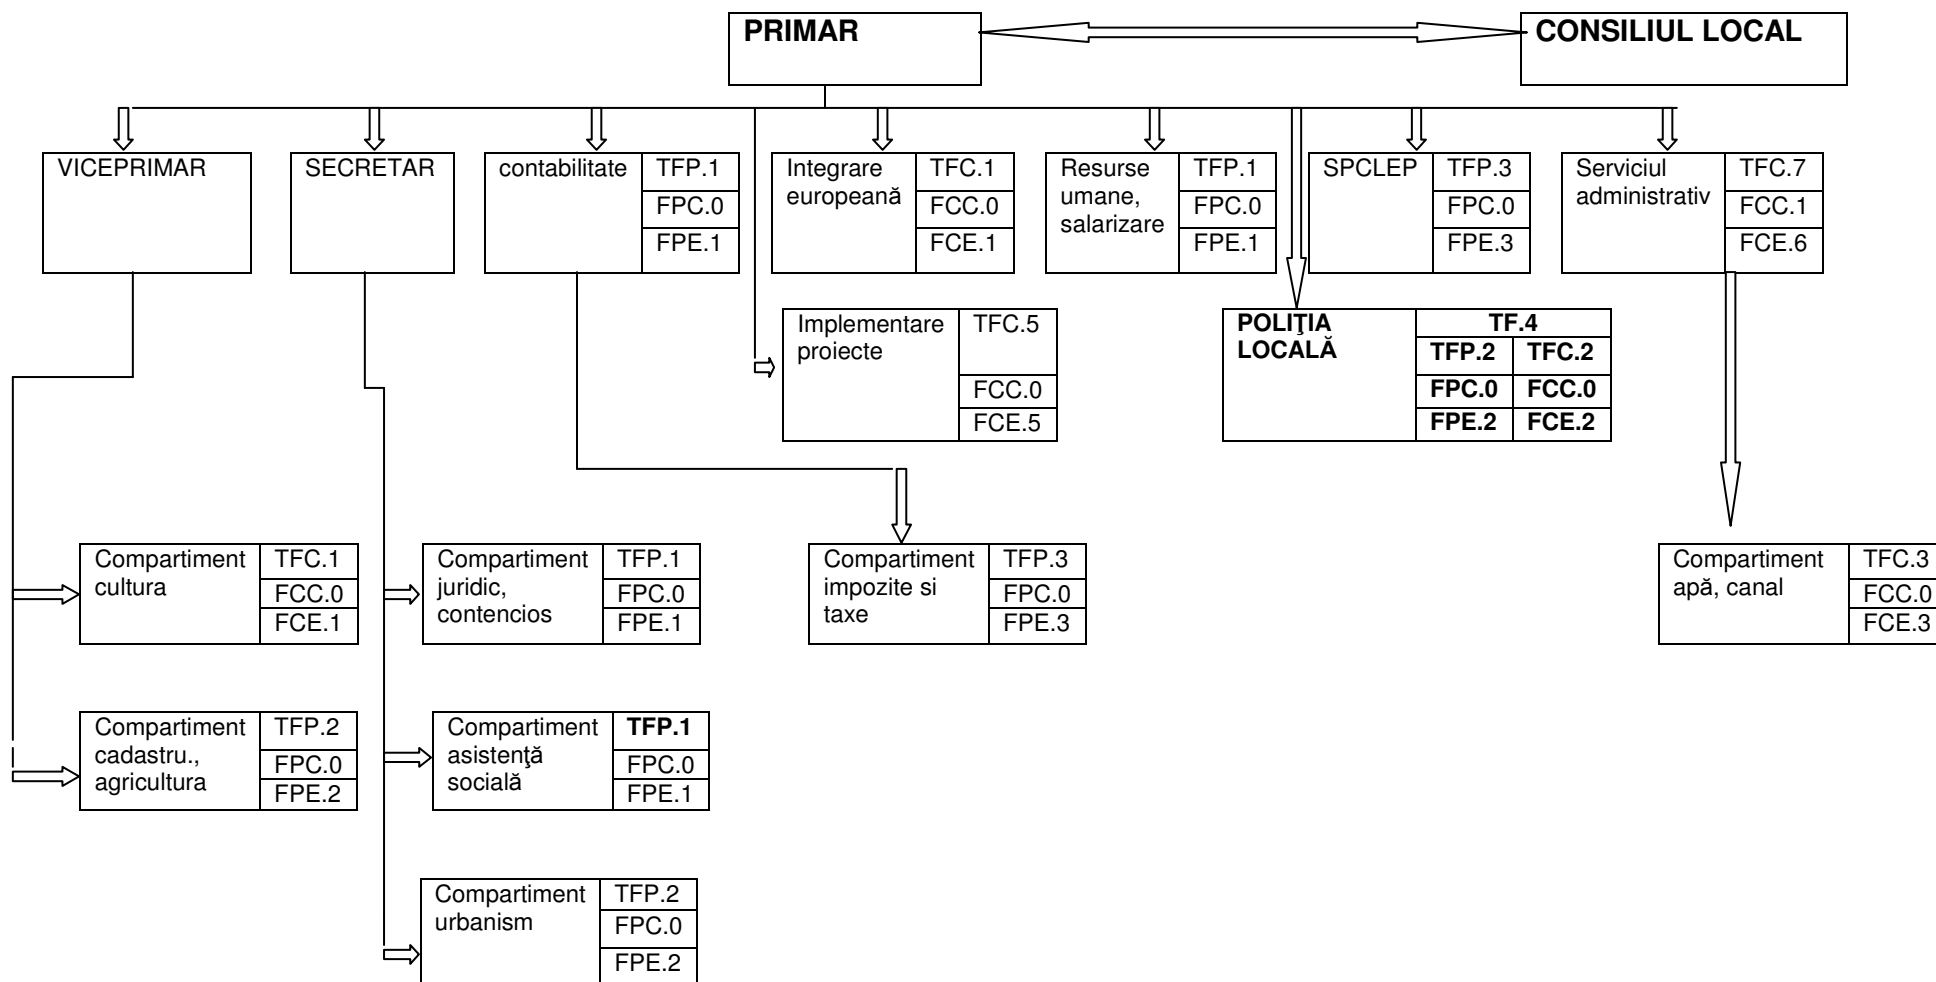 PRIMAR
CONSILIUL LOCAL
VICEPRIMAR
SECRETAR
contabilitate
TFP.1
FPC.0
FPE.1
Integrare
europeană
TFC.1
FCC.0
FCE.1
Resurse
umane,
salarizare
TFP.1
FPC.0
FPE.1
SPCLEP
TFP.3
FPC.0
FPE.3
Serviciul
administrativ
TFC.7
FCC.1
FCE.6
Implementare
proiecte
TFC.5
FCC.0
FCE.5
POLIŢIA
LOCALĂ
TF.4
TFP.2 TFC.2
FPC.0 FCC.0
FPE.2 FCE.2
Compartiment
cultura
TFC.1
FCC.0
FCE.1
Compartiment
juridic,
contencios
TFP.1
FPC.0
FPE.1
Compartiment
impozite si
taxe
TFP.3
FPC.0
FPE.3
Compartiment
apă, canal
TFC.3
FCC.0
FCE.3
Compartiment
cadastru.,
agricultura
TFP.2
FPC.0
FPE.2
Compartiment
asistenţă
socială
TFP.1
FPC.0
FPE.1
Compartiment
urbanism
TFP.2
FPC.0
FPE.2